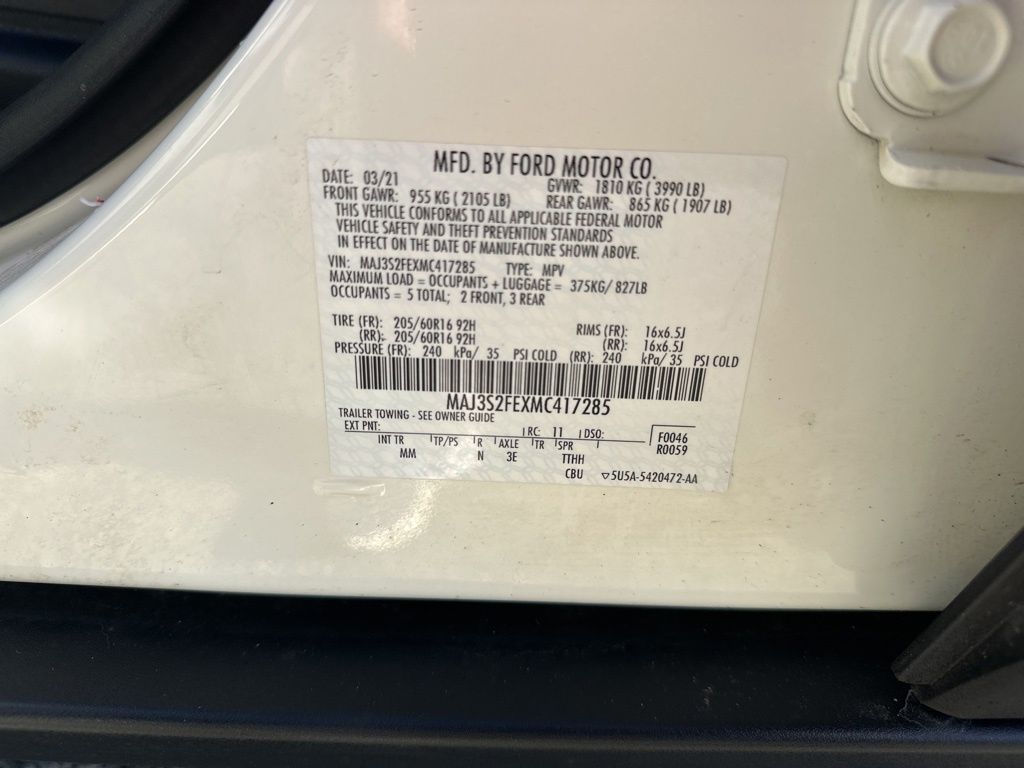 MFD. BY FORD MOTOR CO.
DATE: 03/21 GVWR: 1810 KG ( 3990 LB)
FRONT GAWR: 955 KG ( 2105 LB) REAR GAWR: 865 KG ( 1907 LB)
THIS VEHICLE CONFORMS TO ALL APPLICABLE FEDERAL MOTOR
VEHICLE SAFETY AND THEFT PREVENTION STANDARDS
IN EFFECT ON THE DATE OF MANUFACTURE SHOWN ABOVE.
VIN: MAJ3S2FEXMC417285 TYPE: MPV
MAXIMUM LOAD = OCCUPANTS + LUGGAGE = 375KG/ 827LB
OCCUPANTS = 5 TOTAL; 2 FRONT, 3 REAR
TIRE (FR): 205/60R16 92H RIMS (FR): 16x6.5J
(RR): 205/60R16 92H (RR): 16x6.5J
PRESSURE (FR): 240 kPa/ 35 PSI COLD (RR): 240 kPa/ 35 PSI COLD
MAJ3S2FEXMC417285
TRAILER TOWING - SEE OWNER GUIDE
EXT PNT: RC: 11 DSO: F0046
INT TR TP/PS R AXLE TR SPR R0059
MM N 3E TTHH
CBU ▽5U5A-5420472-AA